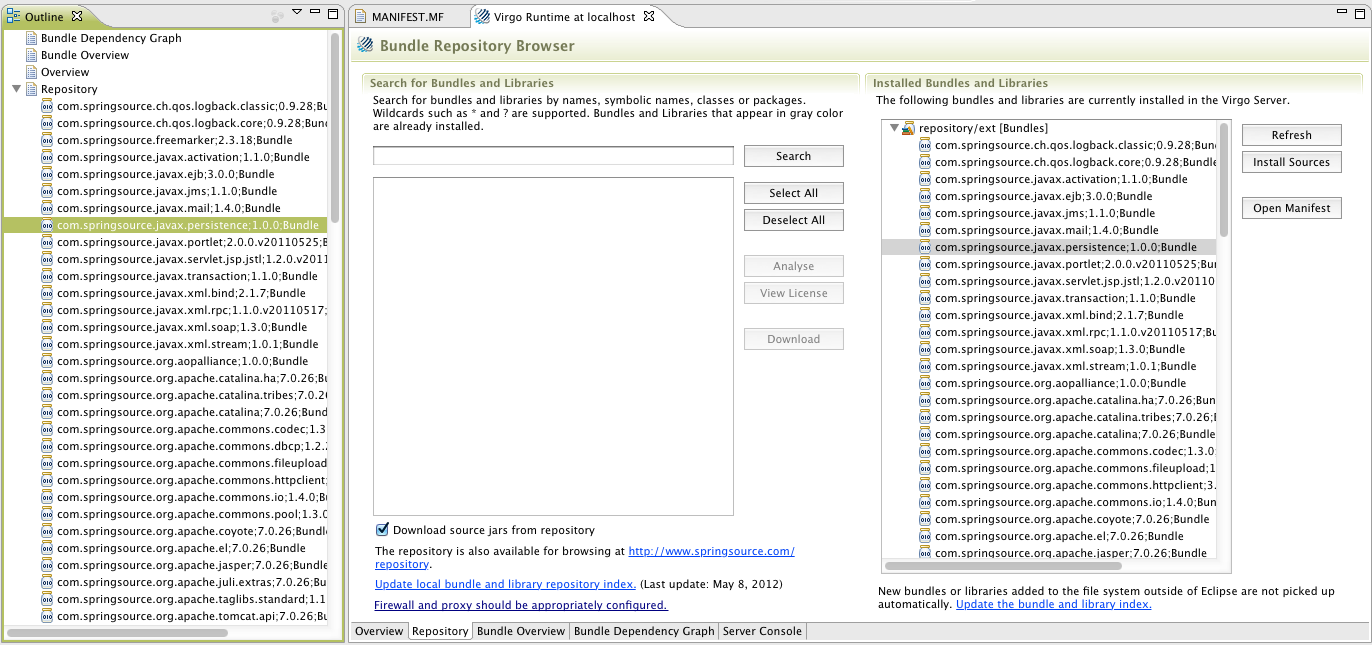 Outline
Bundle Dependency Graph
Bundle Overview
Overview
Repository
com.springsource.ch.qos.logback.classic;0.9.28;Bu
com.springsource.ch.qos.logback.core;0.9.28;Bun
com.springsource.freemarker;2.3.18;Bundle
com.springsource.javax.activation;1.1.0;Bundle
com.springsource.javax.ejb;3.0.0;Bundle
com.springsource.javax.jms;1.1.0;Bundle
com.springsource.javax.mail;1.4.0;Bundle
com.springsource.javax.persistence;1.0.0;Bundle
com.springsource.javax.portlet;2.0.0.v20110525;B
com.springsource.javax.servlet.jsp.jstl;1.2.0.v2011
com.springsource.javax.transaction;1.1.0;Bundle
com.springsource.javax.xml.bind;2.1.7;Bundle
com.springsource.javax.xml.rpc;1.1.0.v20110517;
com.springsource.javax.xml.soap;1.3.0;Bundle
com.springsource.javax.xml.stream;1.0.1;Bundle
com.springsource.org.aopalliance;1.0.0;Bundle
com.springsource.org.apache.catalina.ha;7.0.26;Bu
com.springsource.org.apache.catalina.tribes;7.0.26
com.springsource.org.apache.catalina;7.0.26;Bund
com.springsource.org.apache.commons.codec;1.3
com.springsource.org.apache.commons.dbcp;1.2.
com.springsource.org.apache.commons.fileupload
com.springsource.org.apache.commons.httpclient;
com.springsource.org.apache.commons.io;1.4.0;Bu
com.springsource.org.apache.commons.pool;1.3.0
com.springsource.org.apache.coyote;7.0.26;Bundle
com.springsource.org.apache.el;7.0.26;Bundle
com.springsource.org.apache.jasper;7.0.26;Bundle
com.springsource.org.apache.juli.extras;7.0.26;Bu
com.springsource.org.apache.taglibs.standard;1.1
com.springsource.org.apache.tomcat.api;7.0.26;Bu
MANIFEST.MF
Virgo Runtime at localhost
Bundle Repository Browser
Search for Bundles and Libraries
Search for bundles and libraries by names, symbolic names, classes or packages.
Wildcards such as * and ? are supported. Bundles and Libraries that appear in gray color
are already installed.
Search
Select All
Deselect All
Analyse
View License
Download
Download source jars from repository
The repository is also available for browsing at http://www.springsource.com/
repository.
Update local bundle and library repository index. (Last update: May 8, 2012)
Firewall and proxy should be appropriately configured.
Installed Bundles and Libraries
The following bundles and libraries are currently installed in the Virgo Server.
repository/ext [Bundles]
com.springsource.ch.qos.logback.classic;0.9.28;Bun
com.springsource.ch.qos.logback.core;0.9.28;Bundle
com.springsource.javax.activation;1.1.0;Bundle
com.springsource.javax.ejb;3.0.0;Bundle
com.springsource.javax.jms;1.1.0;Bundle
com.springsource.javax.mail;1.4.0;Bundle
com.springsource.javax.persistence;1.0.0;Bundle
com.springsource.javax.portlet;2.0.0.v20110525;Bu
com.springsource.javax.servlet.jsp.jstl;1.2.0.v20110
com.springsource.javax.transaction;1.1.0;Bundle
com.springsource.javax.xml.bind;2.1.7;Bundle
com.springsource.javax.xml.rpc;1.1.0.v20110517;Bu
com.springsource.javax.xml.soap;1.3.0;Bundle
com.springsource.javax.xml.stream;1.0.1;Bundle
com.springsource.org.aopalliance;1.0.0;Bundle
com.springsource.org.apache.catalina.ha;7.0.26;Bun
com.springsource.org.apache.catalina.tribes;7.0.26;
com.springsource.org.apache.catalina;7.0.26;Bundle
com.springsource.org.apache.commons.codec;1.3.0;
com.springsource.org.apache.commons.fileupload;1
com.springsource.org.apache.commons.httpclient;3.
com.springsource.org.apache.commons.io;1.4.0;Bun
com.springsource.org.apache.coyote;7.0.26;Bundle
com.springsource.org.apache.el;7.0.26;Bundle
com.springsource.org.apache.jasper;7.0.26;Bundle
Refresh
Install Sources
Open Manifest
New bundles or libraries added to the file system outside of Eclipse are not picked up
automatically. Update the bundle and library index.
Overview
Repository
Bundle Overview
Bundle Dependency Graph
Server Console